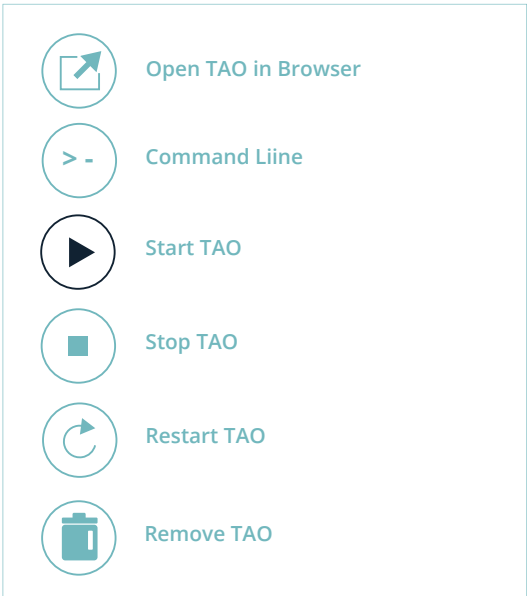 Open TAO in Browser
> -
Command Liine
Start TAO
Stop TAO
Restart TAO
Remove TAO